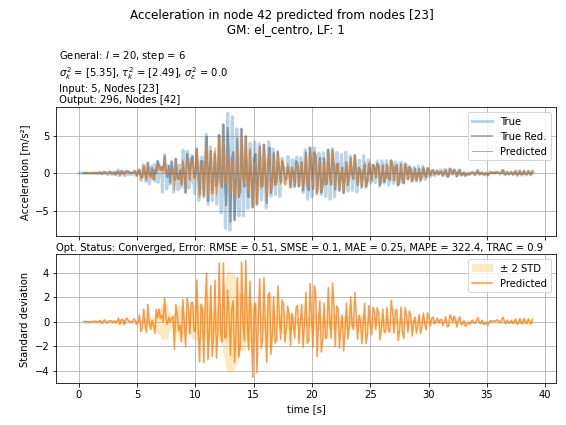 Acceleration in node 42 predicted from nodes [23]
GM: el_centro, LF: 1
General: l = 20, step = 6
σ²ₖ = [5.35], τ²ₖ = [2.49], σ²ε = 0.0
Input: 5, Nodes [23]
Output: 296, Nodes [42]
Acceleration [m/s²]
5
0
−5
True
True Red.
Predicted
Opt. Status: Converged, Error: RMSE = 0.51, SMSE = 0.1, MAE = 0.25, MAPE = 322.4, TRAC = 0.9
Standard deviation
4
2
0
−2
−4
± 2 STD
Predicted
0 5 10 15 20 25 30 35 40
time [s]